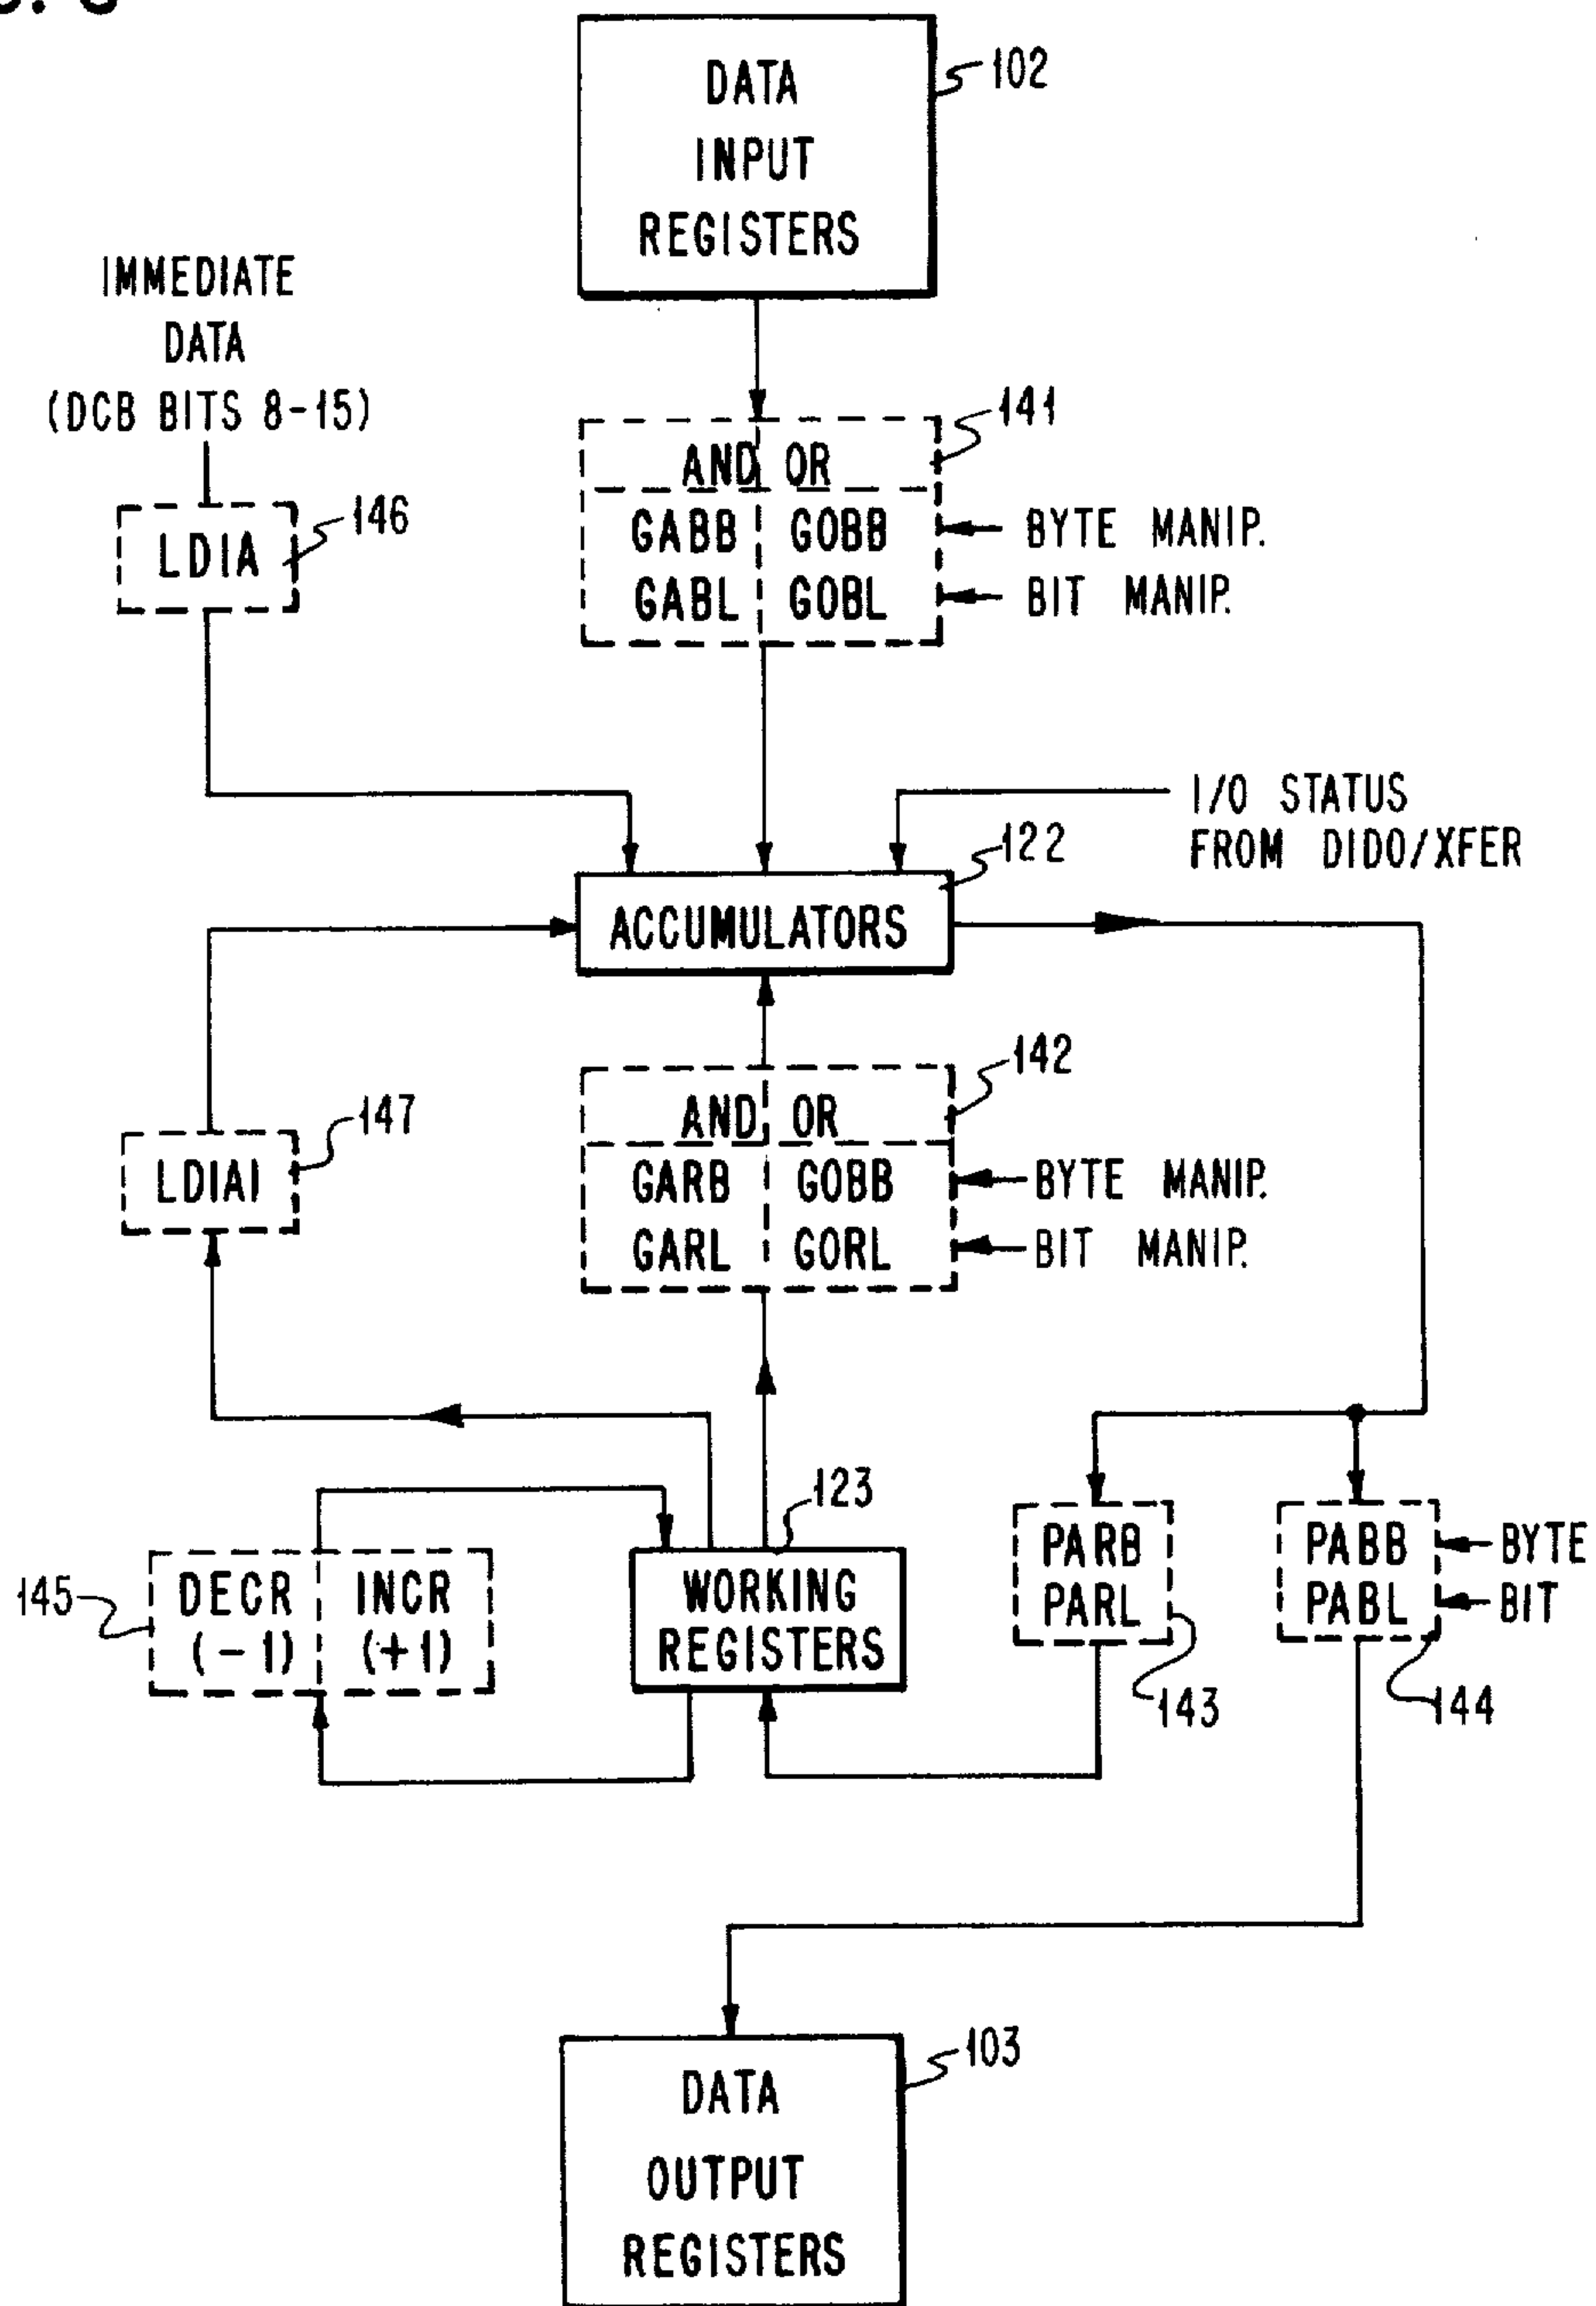 DATA
INPUT
REGISTERS
102
IMMEDIATE
DATA
(DCB BITS 8-15)
LDIA
146
AND OR
141
GABB GOBB
BYTE MANIP.
GABL GOBL
BIT MANIP.
I/O STATUS
FROM DIDO/XFER
122
ACCUMULATORS
142
AND OR
GARB GOBB
BYTE MANIP.
GARL GORL
BIT MANIP.
147
LDIAI
123
WORKING
REGISTERS
145
DECR INCR
(-1) (+1)
PARB
PARL
143
PABB
BYTE
PABL
BIT
144
103
DATA
OUTPUT
REGISTERS